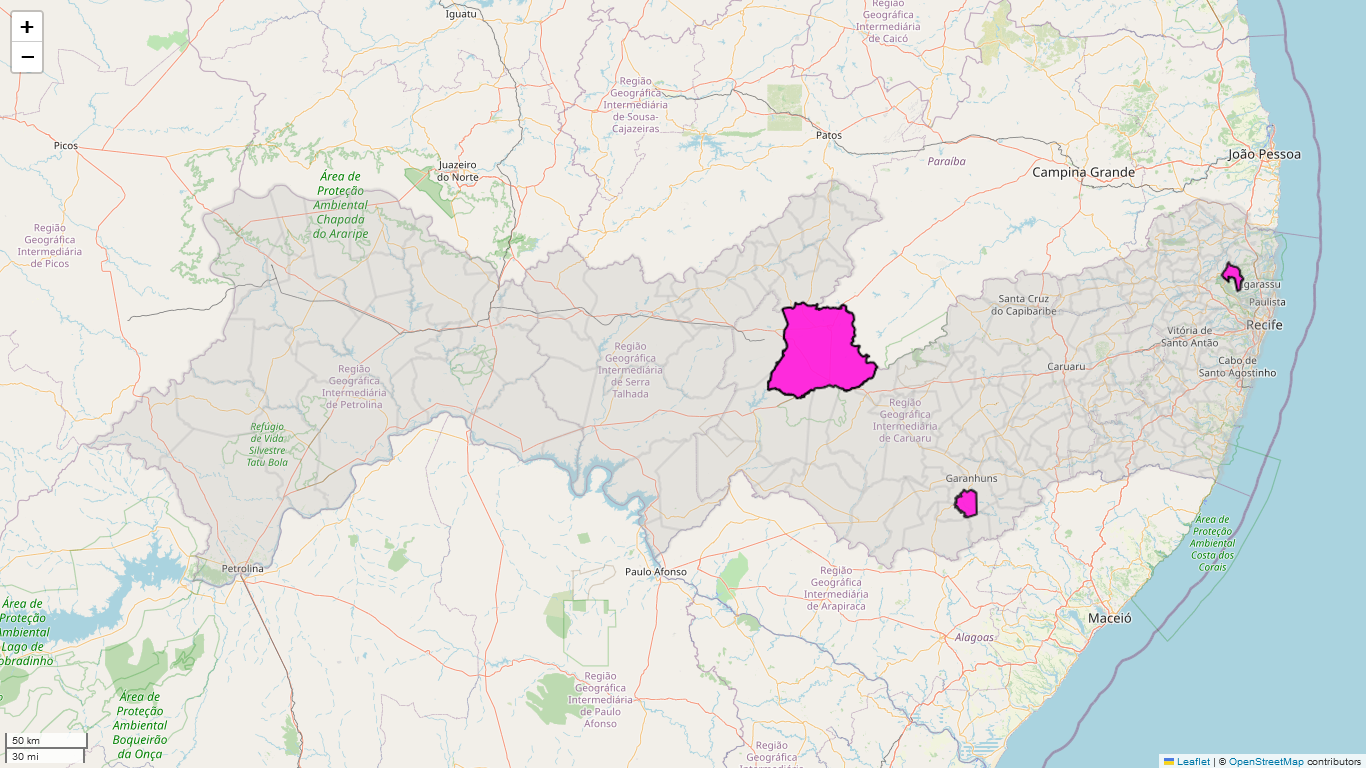 +
−
Iguatu
Região
Geográfica
Intermediária
de Caicó
Região
Geográfica
Intermediária
de Sousa-
Cajazeiras
Picos
Patos
Juazeiro
do Norte
Paraíba
João Pessoa
Campina Grande
Área de
Proteção
Ambiental
Chapada
do Araripe
Região
Geográfica
Intermediária
de Picos
garassu
Paulista
Recife
Santa Cruz
do Capibaribe
Vitória de
Santo Antão
Cabo de
Santo Agostinho
Caruaru
Região
Geográfica
Intermediária
de Serra
Talhada
Região
Geográfica
Intermediária
de Petrolina
Região
Geográfica
Intermediária
de Caruaru
Refúgio
de Vida
Silvestre
Tatu Bola
Garanhuns
Área de
Proteção
Ambiental
Costa dos
Corais
Petrolina
Paulo Afonso
Região
Geográfica
Intermediária
de Arapiraca
Maceió
Alagoas
Área de
Proteção
Ambiental
Lago de
obradinho
Região
Geográfica
Intermediária
de Paulo
Afonso
Área de
Proteção
Ambiental
Boqueirão
da Onça
Região
Geográfica
Intermediária
50 km
30 mi
Leaflet | © OpenStreetMap contributors